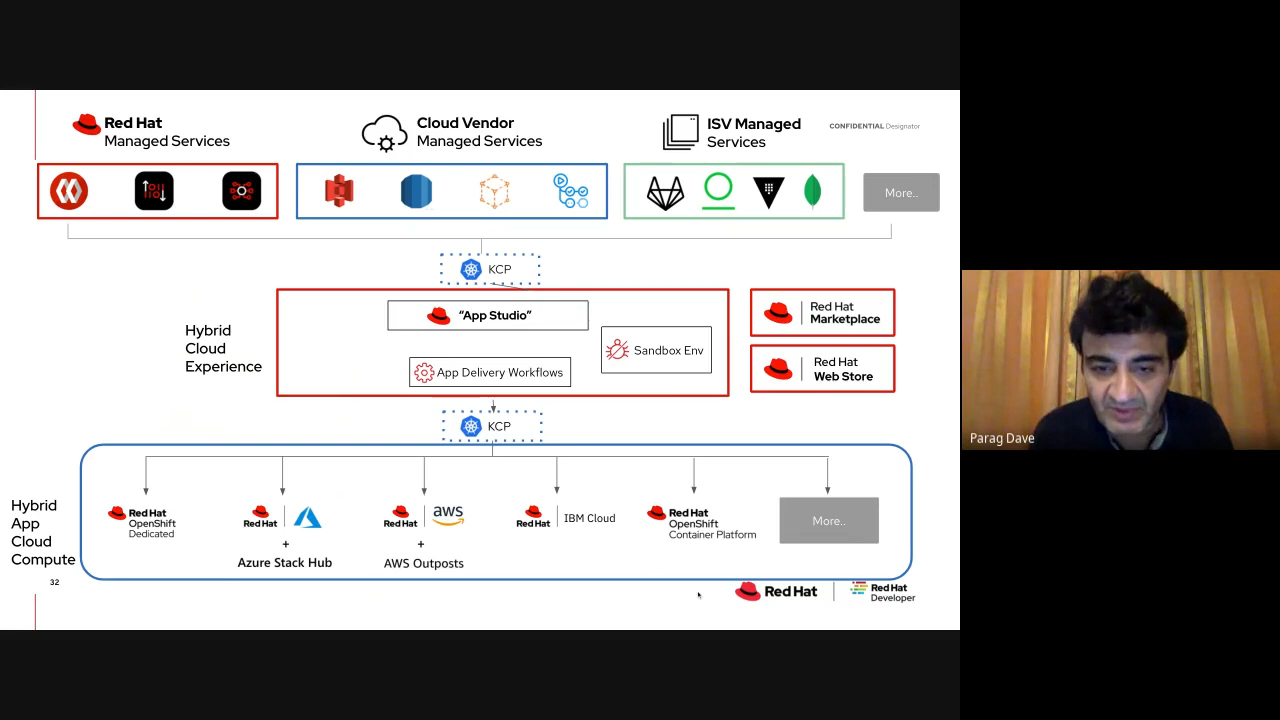 Red Hat
Managed Services
Cloud Vendor
Managed Services
ISV Managed
Services
CONFIDENTIAL Designator
More..
KCP
"App Studio"
Sandbox Env
App Delivery Workflows
Hybrid
Cloud
Experience
Red Hat
Marketplace
Red Hat
Web Store
KCP
Hybrid
App
Cloud
Compute
Red Hat
OpenShift
Dedicated
Red Hat
+
Azure Stack Hub
Red Hat
aws
+
AWS Outposts
Red Hat
IBM Cloud
Red Hat
OpenShift
Container Platform
More..
32
Red Hat
Red Hat
Developer
Parag Dave